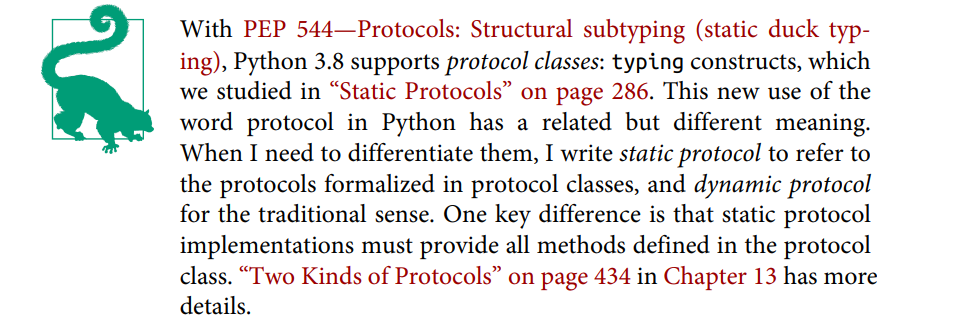 With PEP 544—Protocols: Structural subtyping (static duck typ-
ing), Python 3.8 supports protocol classes: typing constructs, which
we studied in “Static Protocols” on page 286. This new use of the
word protocol in Python has a related but different meaning.
When I need to differentiate them, I write static protocol to refer to
the protocols formalized in protocol classes, and dynamic protocol
for the traditional sense. One key difference is that static protocol
implementations must provide all methods defined in the protocol
class. “Two Kinds of Protocols” on page 434 in Chapter 13 has more
details.